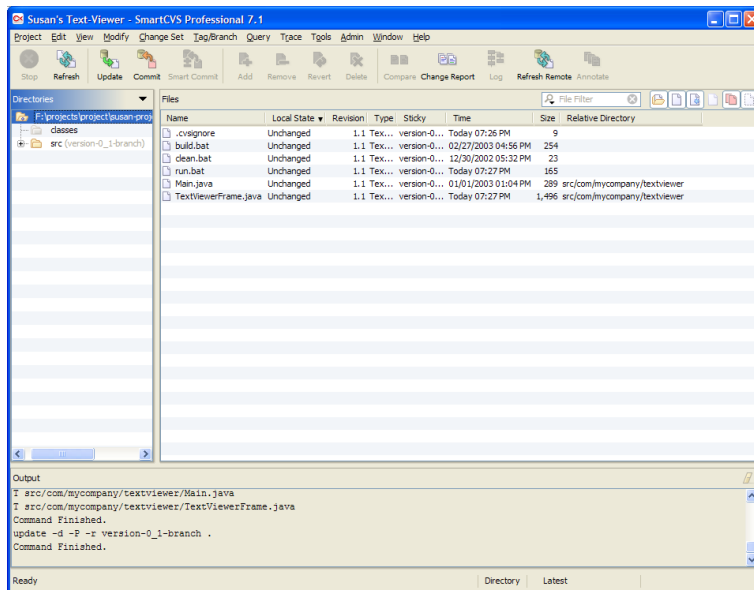 Susan's Text-Viewer - SmartCVS Professional 7.1
Project Edit View Modify Change Set Tag/Branch Query Trace Tools Admin Window Help
Stop Refresh Update Commit Smart Commit Add Remove Revert Delete Compare Change Report Log Refresh Remote Annotate
Directories
F:\projects\project\susan-proj
classes
src (version-0_1-branch)
Files
File Filter
Name Local State Revision Type Sticky Time Size Relative Directory
.cvsignore Unchanged 1.1 Tex... version-0... Today 07:26 PM 9
build.bat Unchanged 1.1 Tex... version-0... 02/27/2003 04:56 PM 254
clean.bat Unchanged 1.1 Tex... version-0... 12/30/2002 05:32 PM 23
run.bat Unchanged 1.1 Tex... version-0... Today 07:27 PM 165
Main.java Unchanged 1.1 Tex... version-0... 01/01/2003 01:04 PM 289 src/com/mycompany/textviewer
TextViewerFrame.java Unchanged 1.1 Tex... version-0... Today 07:27 PM 1,496 src/com/mycompany/textviewer
Output
T src/com/mycompany/textviewer/Main.java
T src/com/mycompany/textviewer/TextViewerFrame.java
Command Finished.
update -d -P -r version-0_1-branch .
Command Finished.
Ready Directory Latest